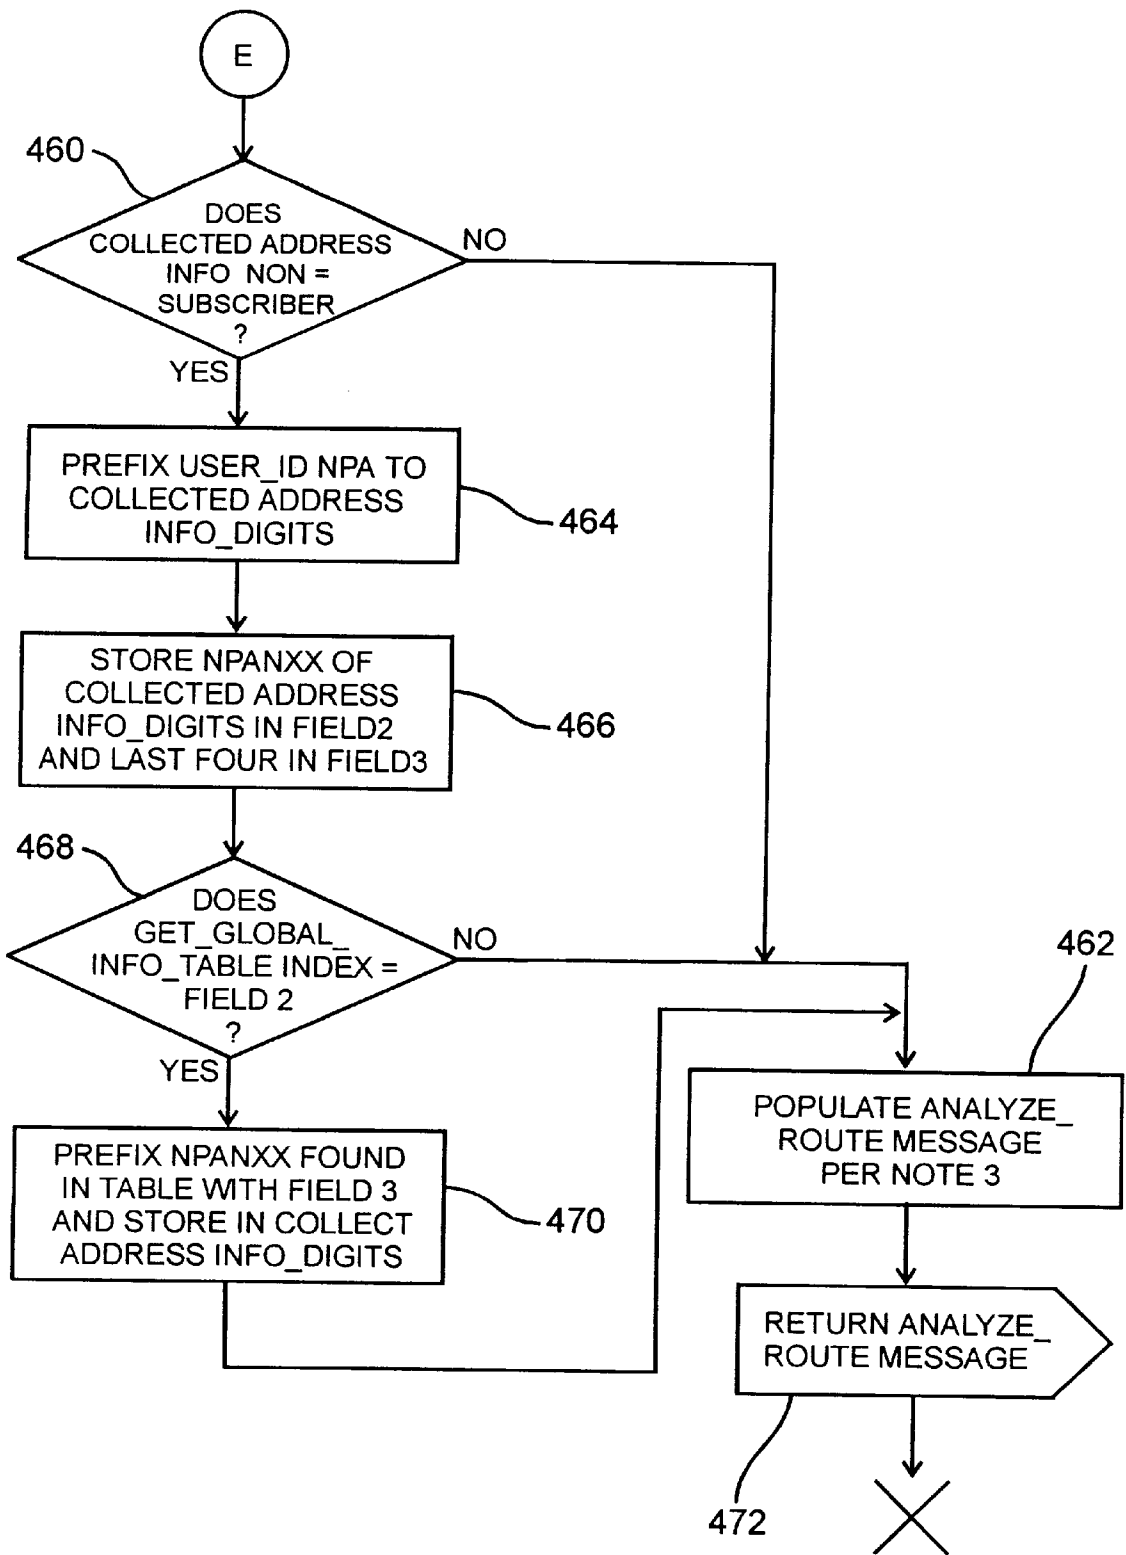 E
460
DOES
COLLECTED ADDRESS
INFO NON =
SUBSCRIBER
?
NO
YES
PREFIX USER_ID NPA TO
COLLECTED ADDRESS
INFO_DIGITS
464
STORE NPANXX OF
COLLECTED ADDRESS
INFO_DIGITS IN FIELD2
AND LAST FOUR IN FIELD3
466
468
DOES
GET_GLOBAL_
INFO_TABLE INDEX =
FIELD 2
?
NO
YES
PREFIX NPANXX FOUND
IN TABLE WITH FIELD 3
AND STORE IN COLLECT
ADDRESS INFO_DIGITS
470
462
POPULATE ANALYZE_
ROUTE MESSAGE
PER NOTE 3
RETURN ANALYZE_
ROUTE MESSAGE
472